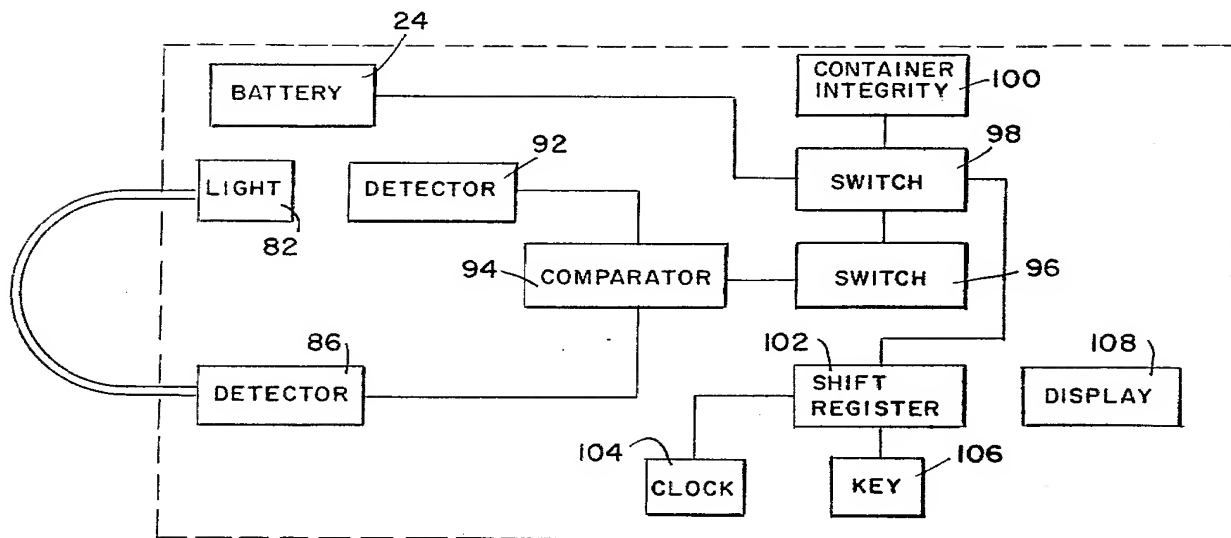 24
BATTERY
CONTAINER
INTEGRITY
100
LIGHT
82
92
DETECTOR
98
SWITCH
94
COMPARATOR
SWITCH
96
86
DETECTOR
102
SHIFT
REGISTER
108
DISPLAY
104
CLOCK
KEY
106